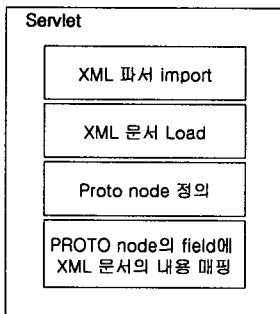 Servlet
XML 파서 import
XML 문서 Load
Proto node 정의
PROTO node의 field에
XML 문서의 내용 매핑